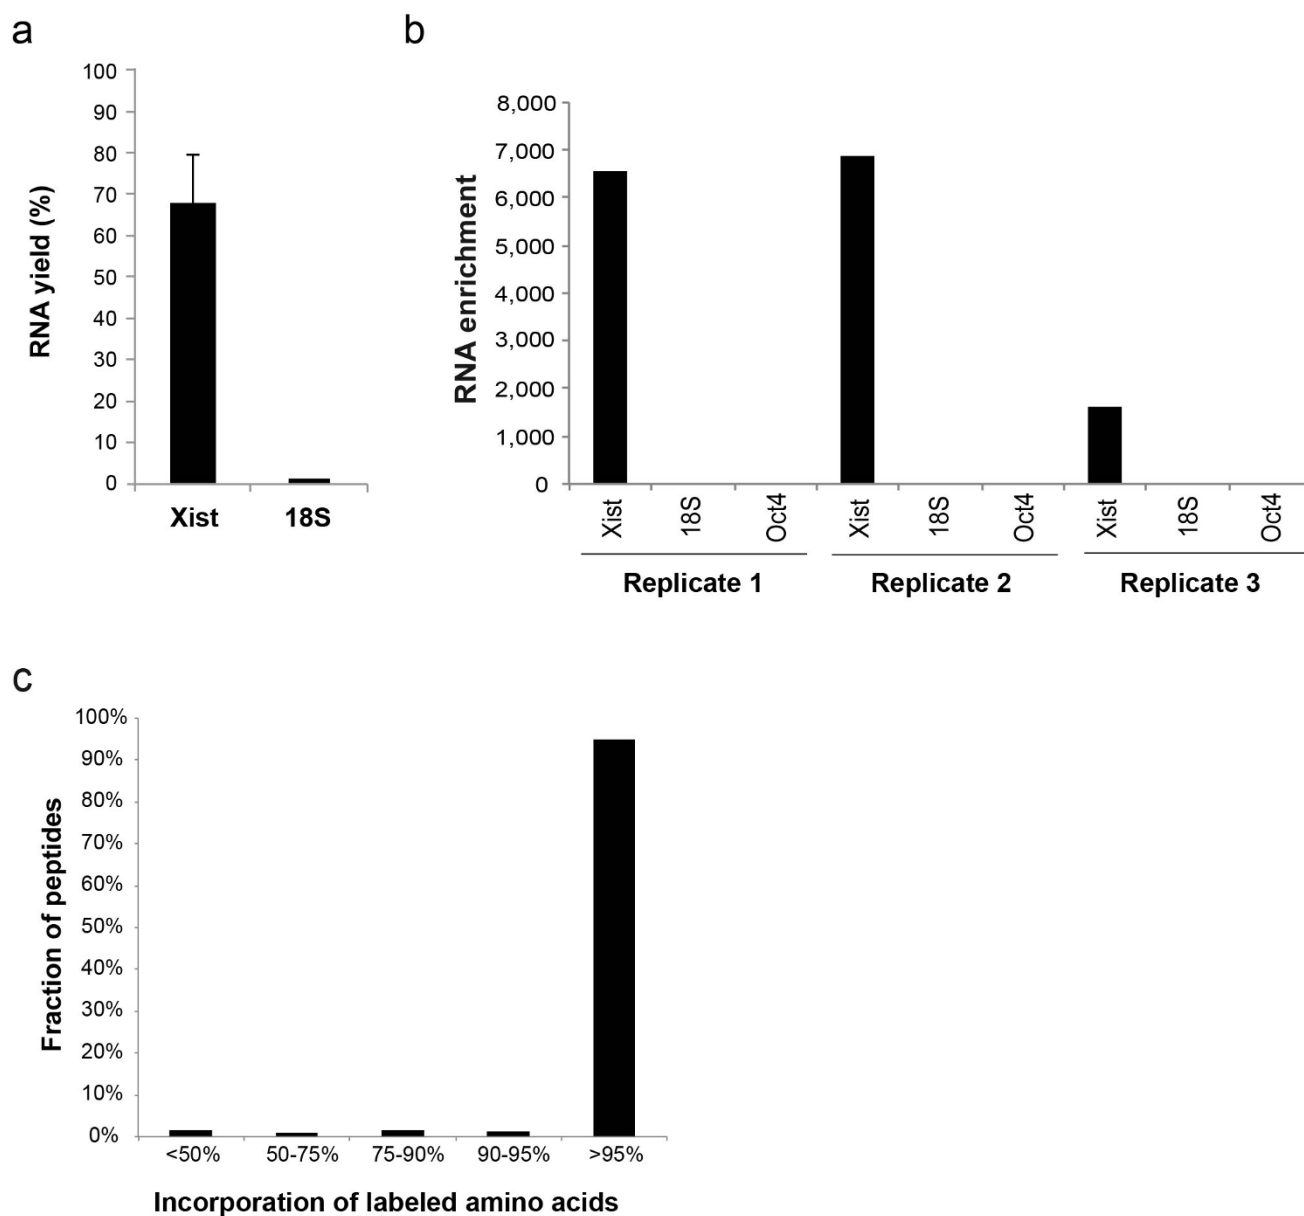 a
100
90
80
70
60
50
40
30
20
10
0
RNA yield (%)
Xist 18S
b
8,000
7,000
6,000
5,000
4,000
3,000
2,000
1,000
0
RNA enrichment
Xist 18S Oct4 Xist 18S Oct4 Xist 18S Oct4
Replicate 1 Replicate 2 Replicate 3
c
100%
90%
80%
70%
60%
50%
40%
30%
20%
10%
0%
Fraction of peptides
<50% 50-75% 75-90% 90-95% >95%
Incorporation of labeled amino acids